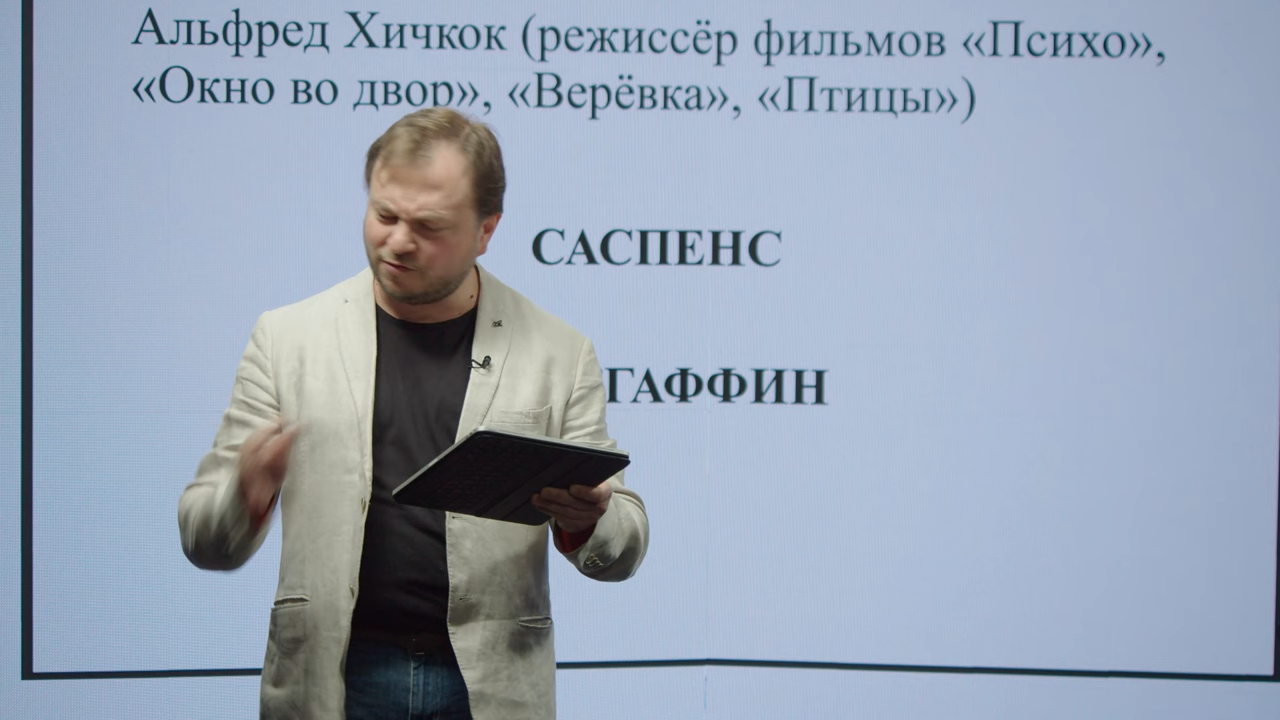 Альфред Хичкок (режиссёр фильмов «Психо»,
«Окно во двор», «Верёвка», «Птицы»)
САСПЕНС
ГАФФИН